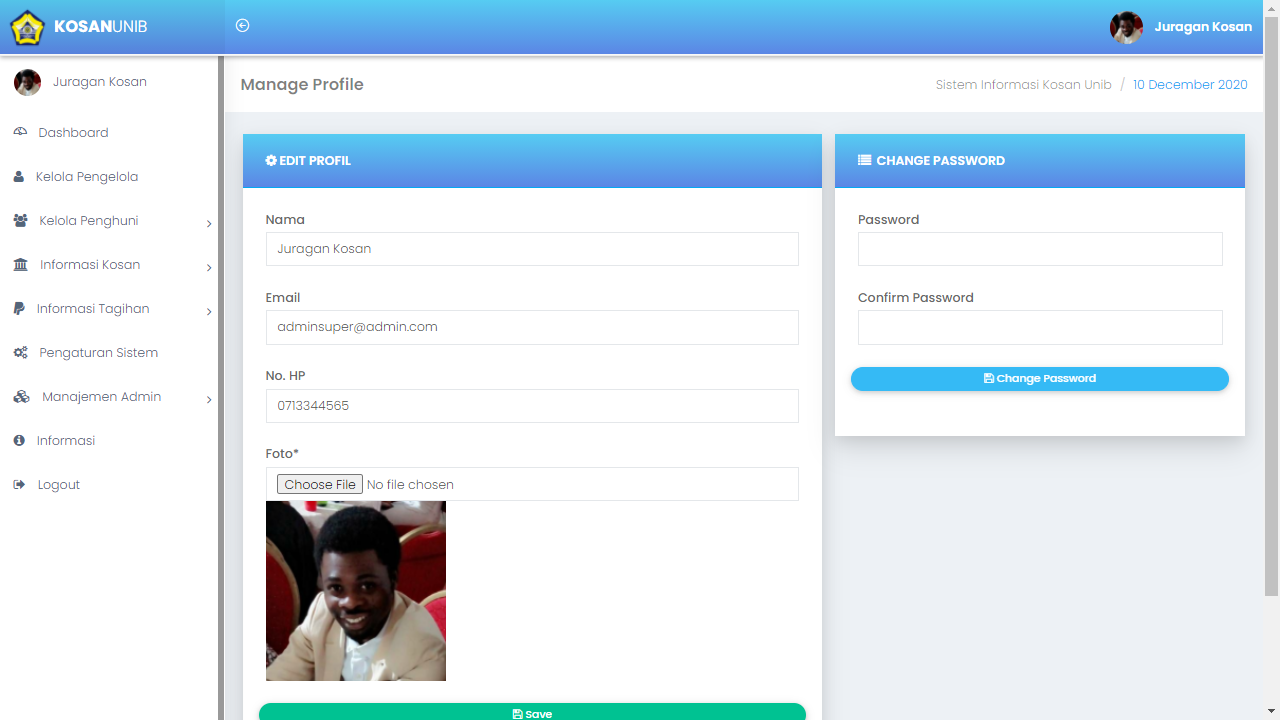 KOSANUNIB
Juragan Kosan
Juragan Kosan
Manage Profile
Sistem Informasi Kosan Unib / 10 December 2020
Dashboard
Kelola Pengelola
Kelola Penghuni
Informasi Kosan
Informasi Tagihan
Pengaturan Sistem
Manajemen Admin
Informasi
Logout
EDIT PROFIL
Nama
Juragan Kosan
Email
adminsuper@admin.com
No. HP
0713344565
Foto*
Choose File No file chosen
Save
CHANGE PASSWORD
Password
Confirm Password
Change Password